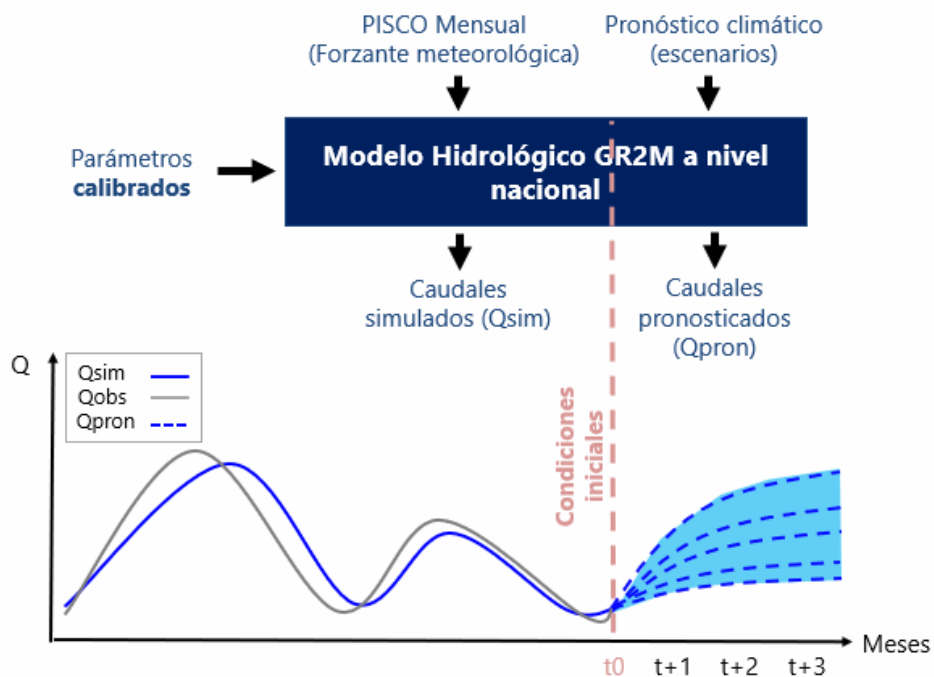 PISCO Mensual
(Forzante meteorológica)
Pronóstico climático
(escenarios)
Parámetros
calibrados
Modelo Hidrológico GR2M a nivel
nacional
Caudales
simulados (Qsim)
Caudales
pronosticados
(Qpron)
Q
Qsim
Qobs
Qpron
Condiciones
iniciales
Meses
t0
t+1
t+2
t+3